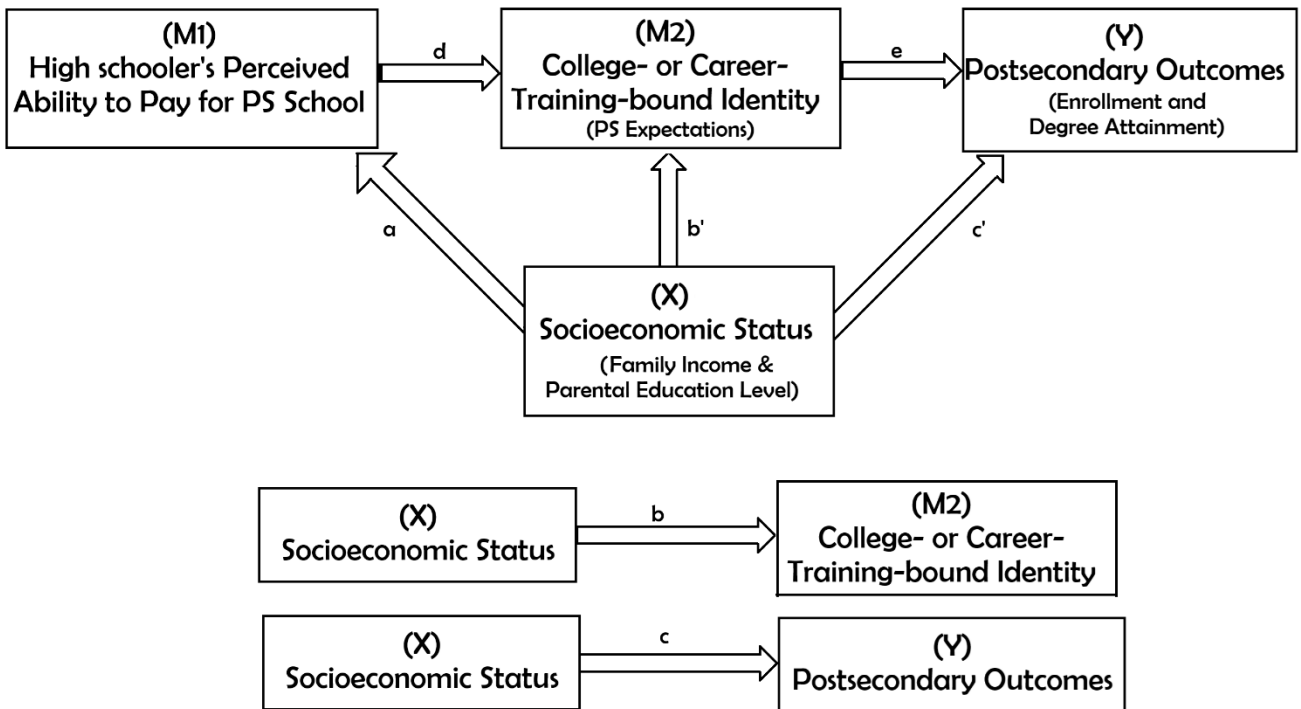 (M1)
High schooler's Perceived
Ability to Pay for PS School
d
(M2)
College- or Career-
Training-bound Identity
(PS Expectations)
e
(Y)
Postsecondary Outcomes
(Enrollment and
Degree Attainment)
a
b'
c'
(X)
Socioeconomic Status
(Family Income &
Parental Education Level)
(X)
Socioeconomic Status
b
(M2)
College- or Career-
Training-bound Identity
(X)
Socioeconomic Status
c
(Y)
Postsecondary Outcomes